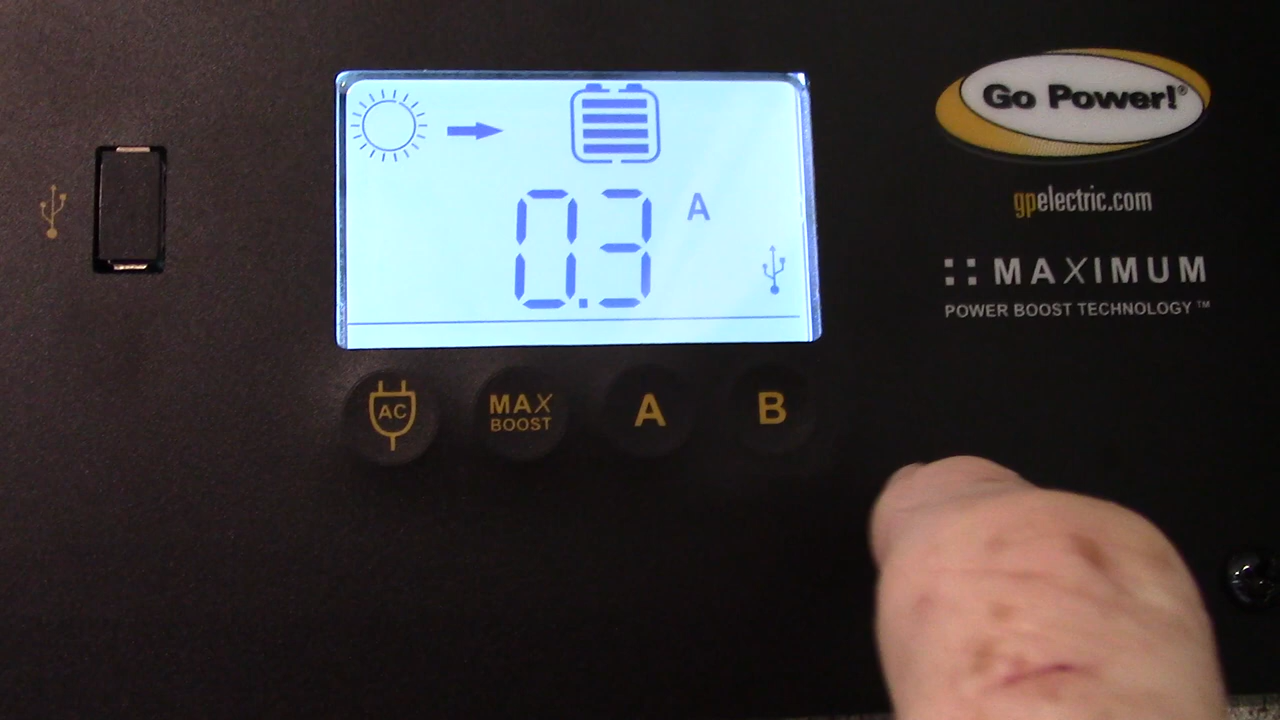 0.3 A
AC
MAX
BOOST
A
B
Go Power!®
gpelectric.com
MAXIMUM
POWER BOOST TECHNOLOGY™